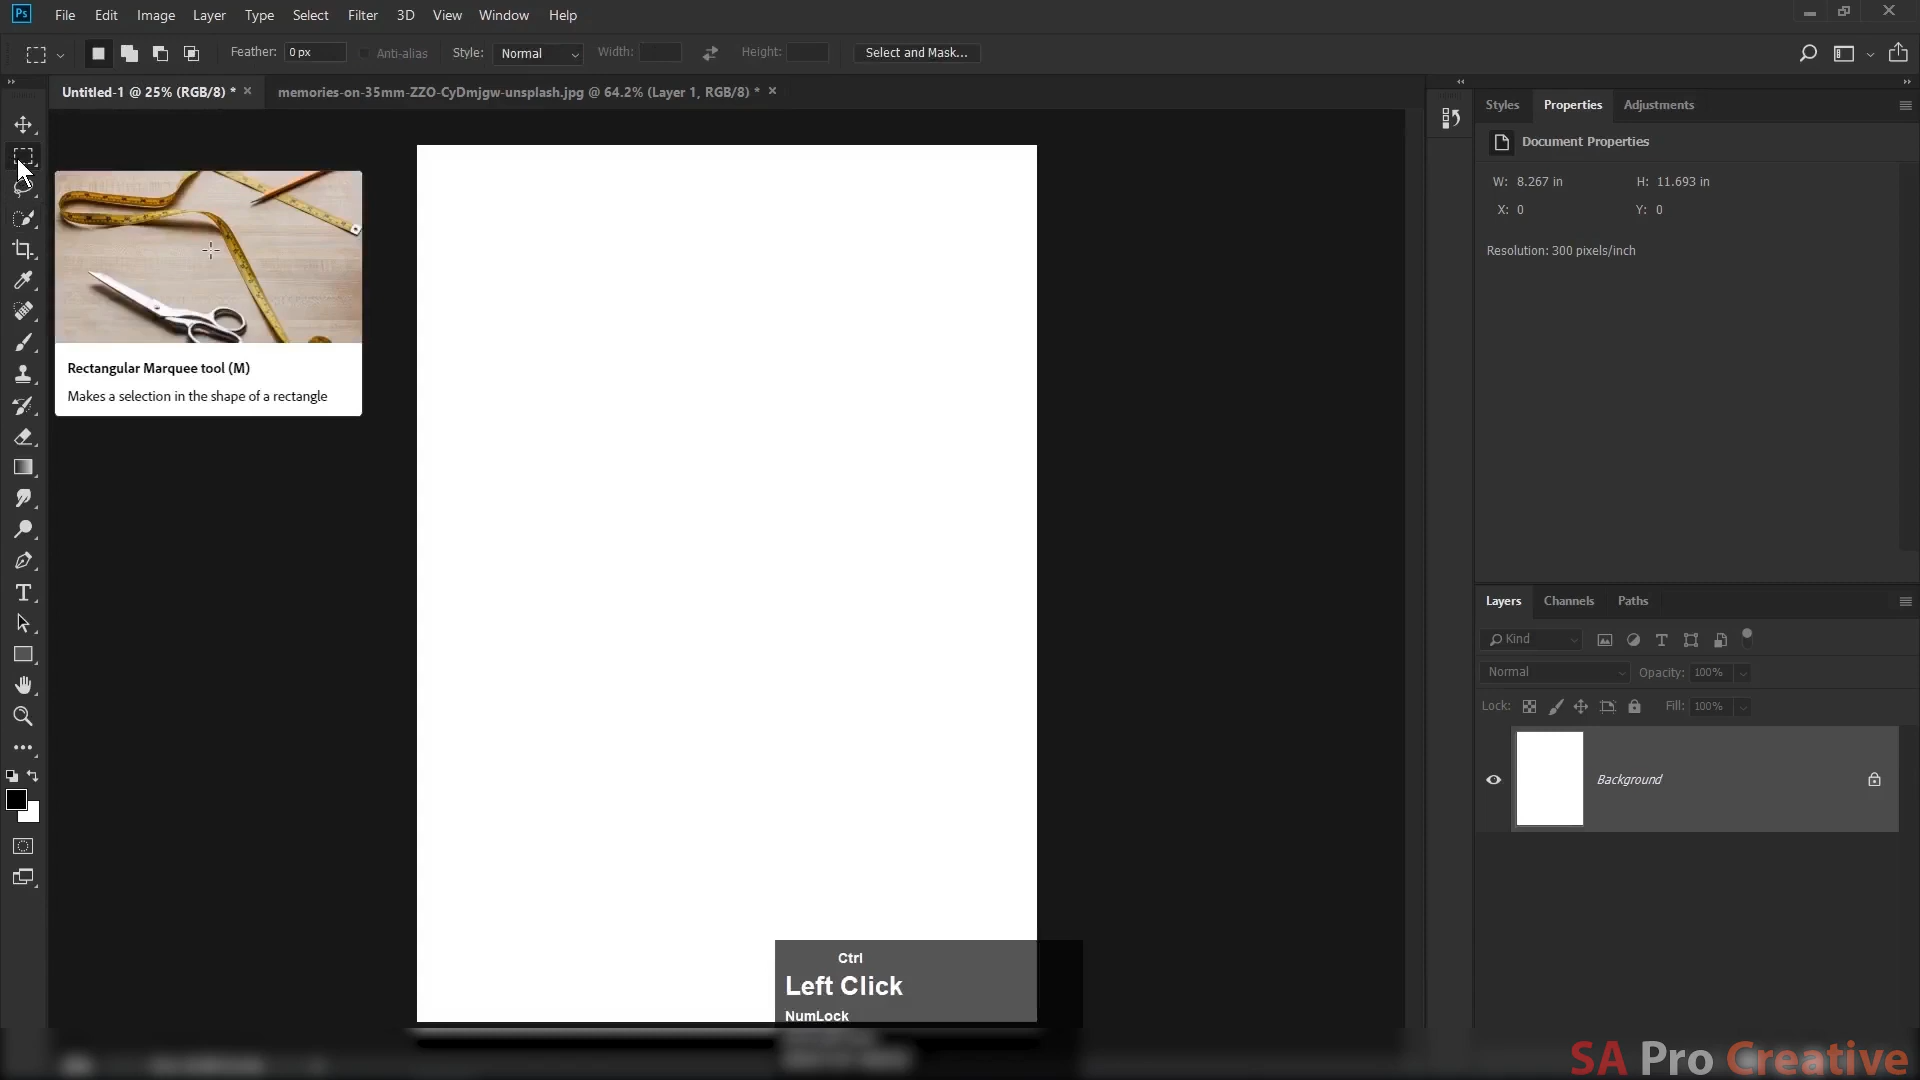 Ps File Edit Image Layer Type Select Filter 3D View Window Help
Feather: 0 px Anti-alias Style: Normal Width: Height: Select and Mask...
Untitled-1 @ 25% (RGB/8) * × memories-on-35mm-ZZO-CyDmjgw-unsplash.jpg @ 64.2% (Layer 1, RGB/8) * ×
Styles Properties Adjustments
Document Properties
W: 8.267 in H: 11.693 in
X: 0 Y: 0
Resolution: 300 pixels/inch
Rectangular Marquee tool (M)
Makes a selection in the shape of a rectangle
Layers Channels Paths
Kind
Normal Opacity: 100%
Lock: Fill: 100%
Background
Ctrl
Left Click
NumLock
SA Pro Creative